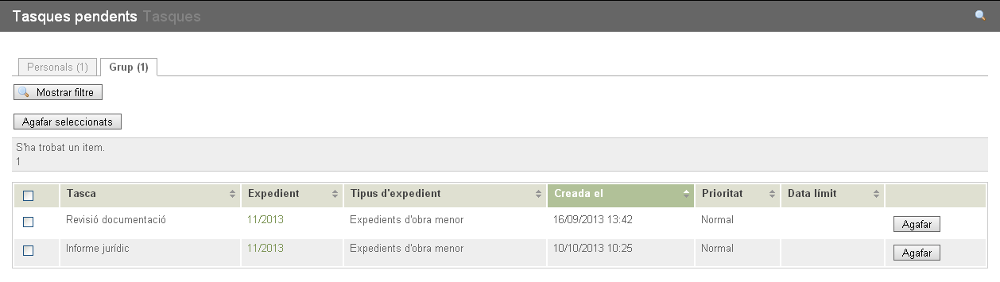 Tasques pendents Tasques
Personals (1) Grup (1)
Mostrar filtre
Agafar seleccionats
S'ha trobat un item.
1
Tasca Expedient Tipus d'expedient Creada el Prioritat Data límit
Revisió documentació 11/2013 Expedients d'obra menor 16/09/2013 13:42 Normal Agafar
Informe jurídic 11/2013 Expedients d'obra menor 10/10/2013 10:25 Normal Agafar